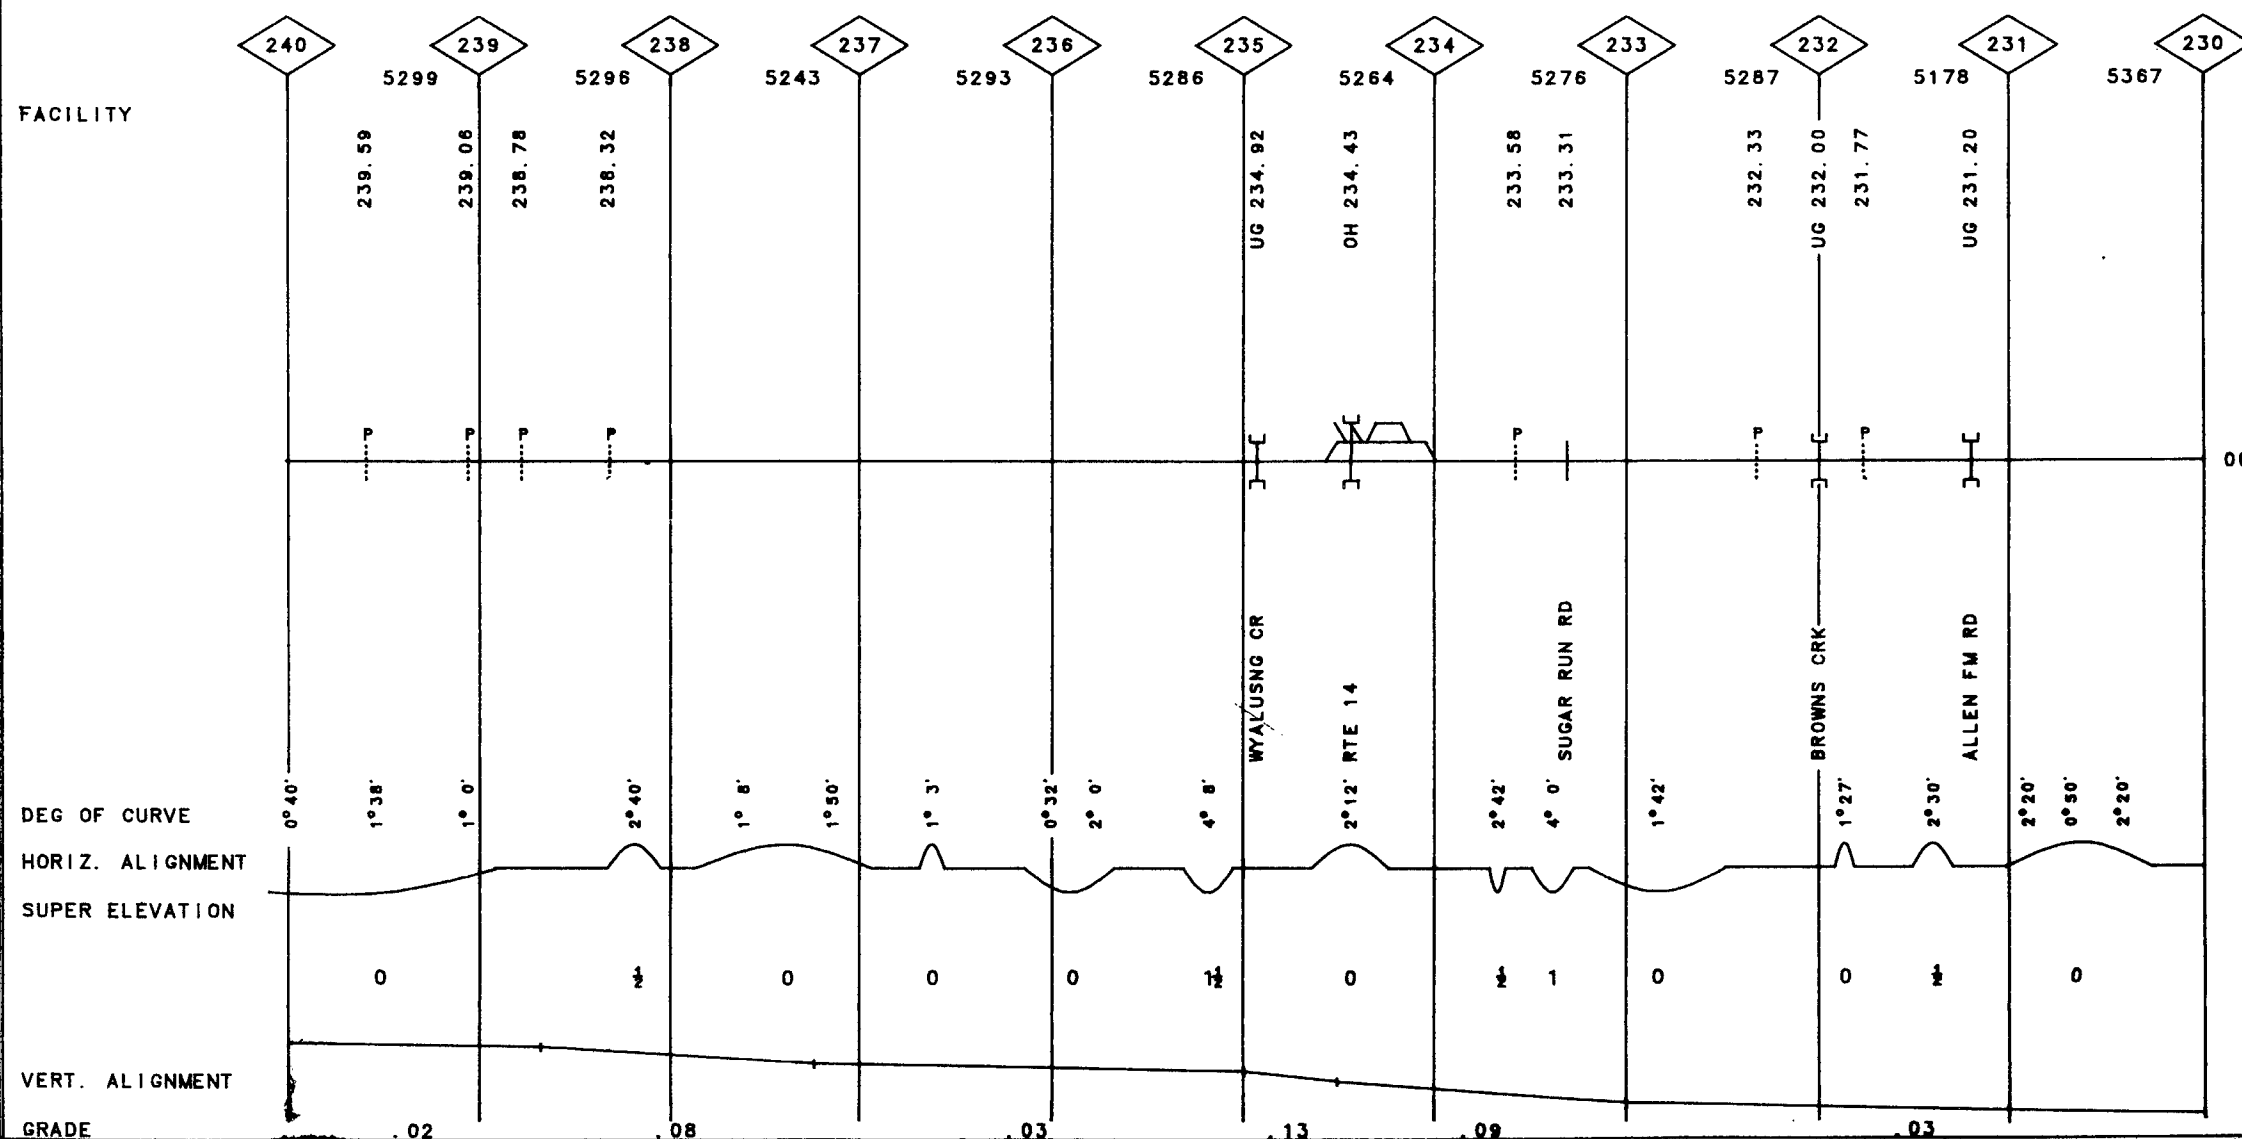 240 239 238 237 236 235 234 233 232 231 230
5299 5296 5243 5293 5286 5264 5276 5287 5178 5367
FACILITY
239.59 239.06 238.78 238.32 UG 234.92 OH 234.43 233.58 233.31 232.33 UG 232.00 231.77 UG 231.20
P P P P P P P
WYALUSNG CR RTE 14 SUGAR RUN RD BROWNS CRK ALLEN FM RD
DEG OF CURVE 0°40' 1°38' 1° 0' 2°40' 1° 8' 1°50' 1° 3' 0°32' 2° 0' 4° 8' 2°12' 2°42' 4° 0' 1°42' 1°27' 2°30' 2°20' 0°50' 2°20'
HORIZ. ALIGNMENT
SUPER ELEVATION
0 ½ 0 0 0 1½ 0 ½ 1 0 0 ½ 0
VERT. ALIGNMENT
GRADE .02 .08 .03 .13 .09 .03